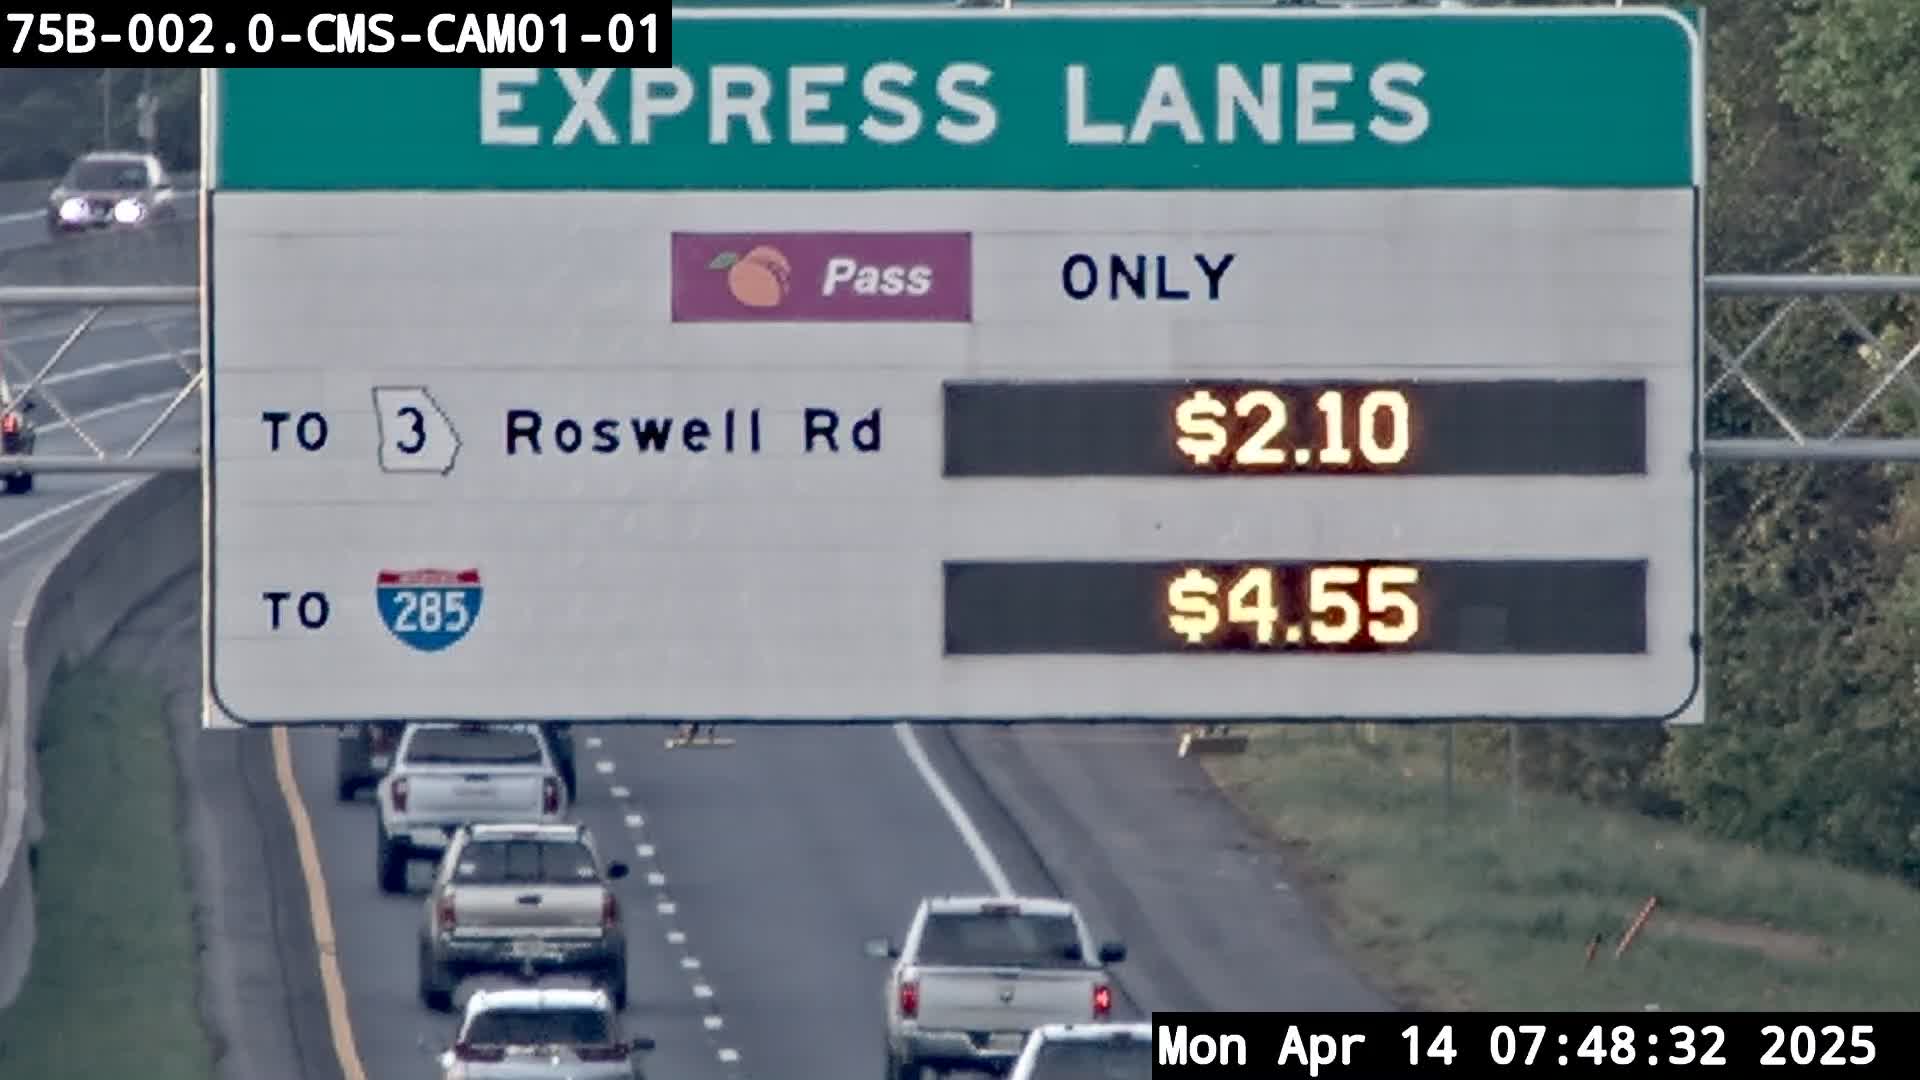 75B-002.0-CMS-CAM01-01
EXPRESS LANES
Pass ONLY
TO 3 Roswell Rd $2.10
TO 285 $4.55
Mon Apr 14 07:48:32 2025